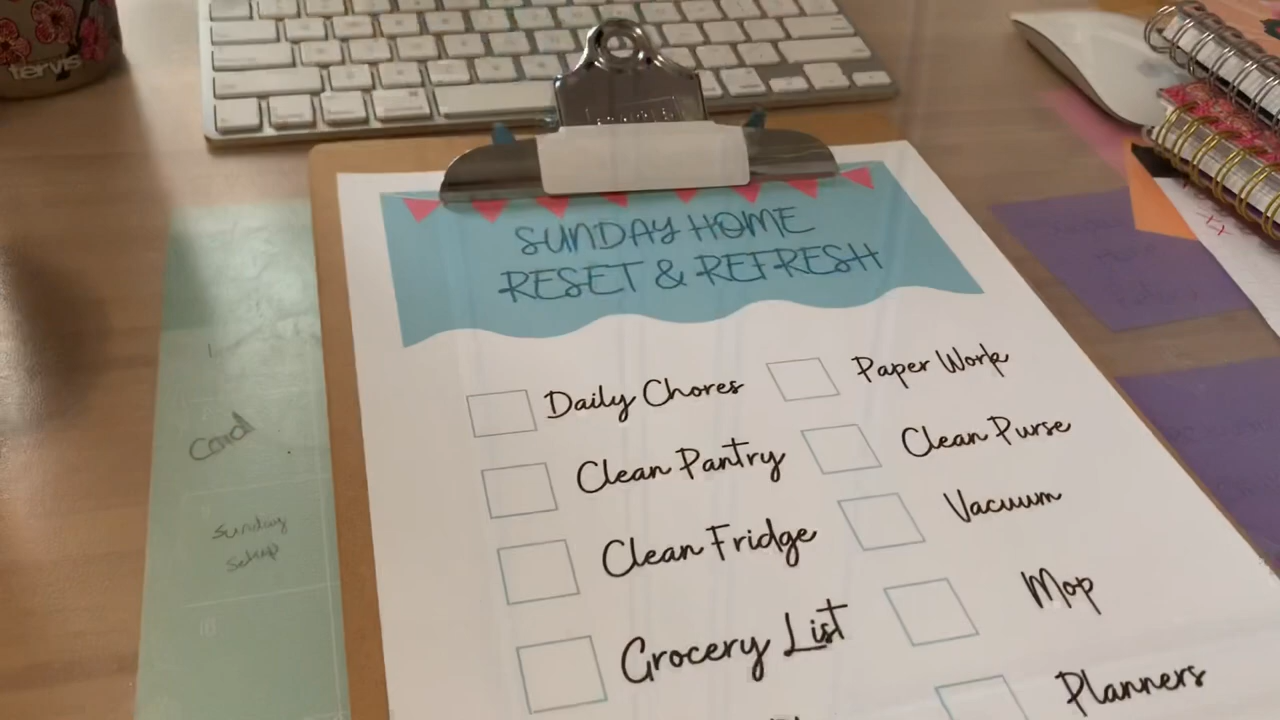 tervis
SUNDAY HOME
RESET & REFRESH
Daily Chores
Paper Work
Clean Pantry
Clean Purse
Clean Fridge
Vacuum
Grocery List
Mop
Planners
Sunday
Setup
18